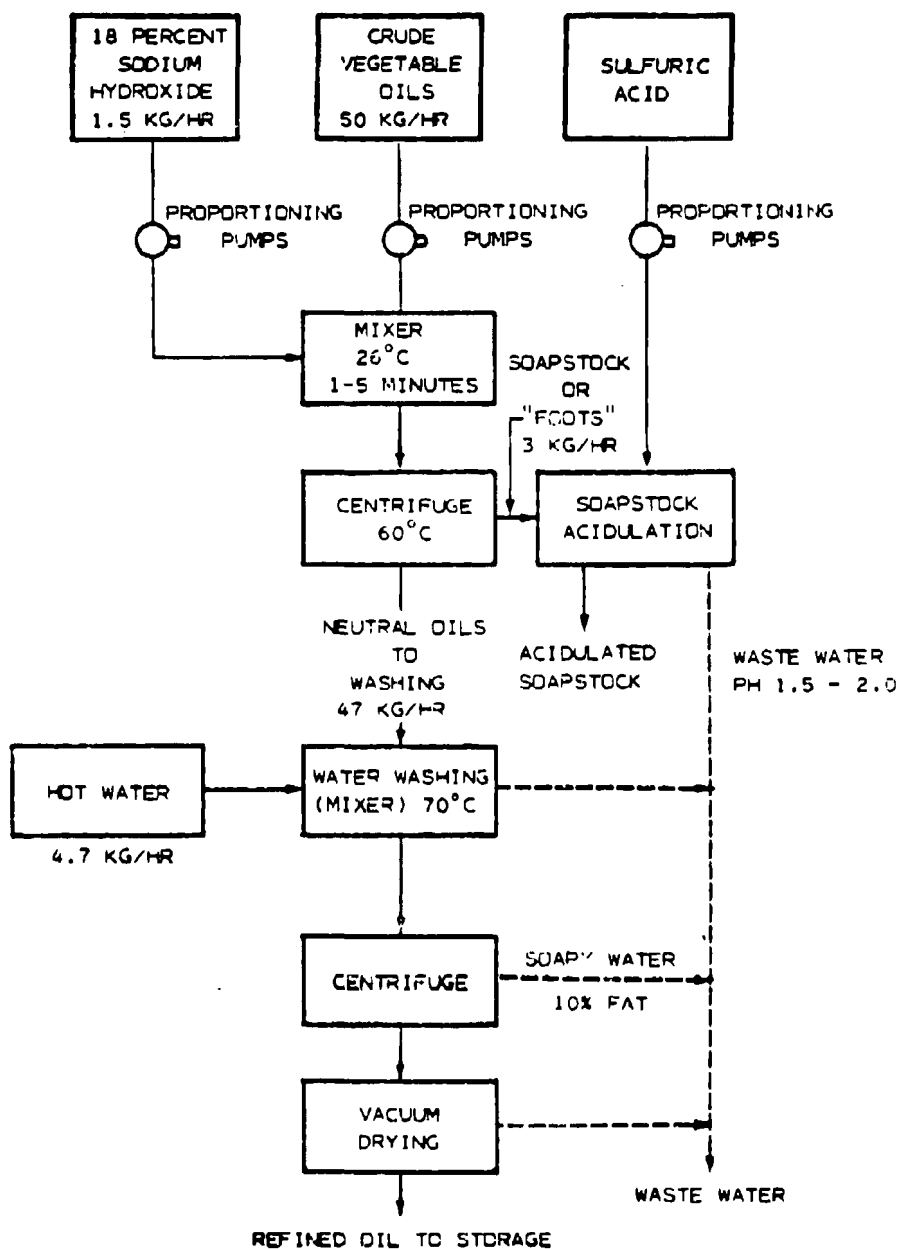 18 PERCENT
SODIUM
HYDROXIDE
1.5 KG/HR
CRUDE
VEGETABLE
OILS
50 KG/HR
SULFURIC
ACID
PROPORTIONING
PUMPS
PROPORTIONING
PUMPS
PROPORTIONING
PUMPS
MIXER
26°C
1-5 MINUTES
SOAPSTOCK
OR
"FOOTS"
3 KG/HR
CENTRIFUGE
60°C
SOAPSTOCK
ACIDULATION
NEUTRAL OILS
TO
WASHING
47 KG/HR
ACIDULATED
SOAPSTOCK
WASTE WATER
PH 1.5 - 2.0
HOT WATER
4.7 KG/HR
WATER WASHING
(MIXER) 70°C
CENTRIFUGE
SOAPY WATER
10% FAT
VACUUM
DRYING
WASTE WATER
REFINED OIL TO STORAGE